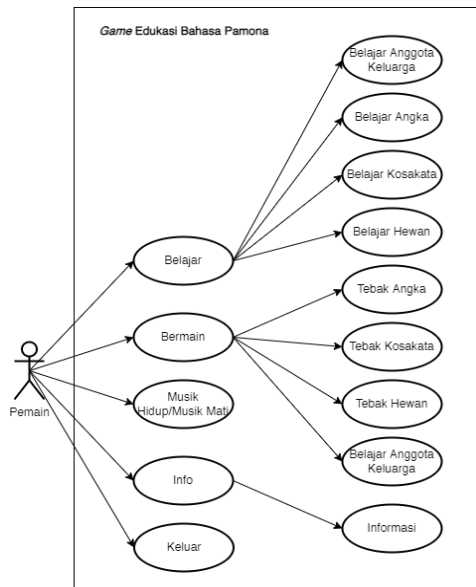 Game Edukasi Bahasa Pamona
Belajar Anggota
Keluarga
Belajar Angka
Belajar Kosakata
Belajar Hewan
Belajar
Tebak Angka
Bermain
Tebak Kosakata
Pemain
Musik
Hidup/Musik Mati
Tebak Hewan
Belajar Anggota
Keluarga
Info
Informasi
Keluar